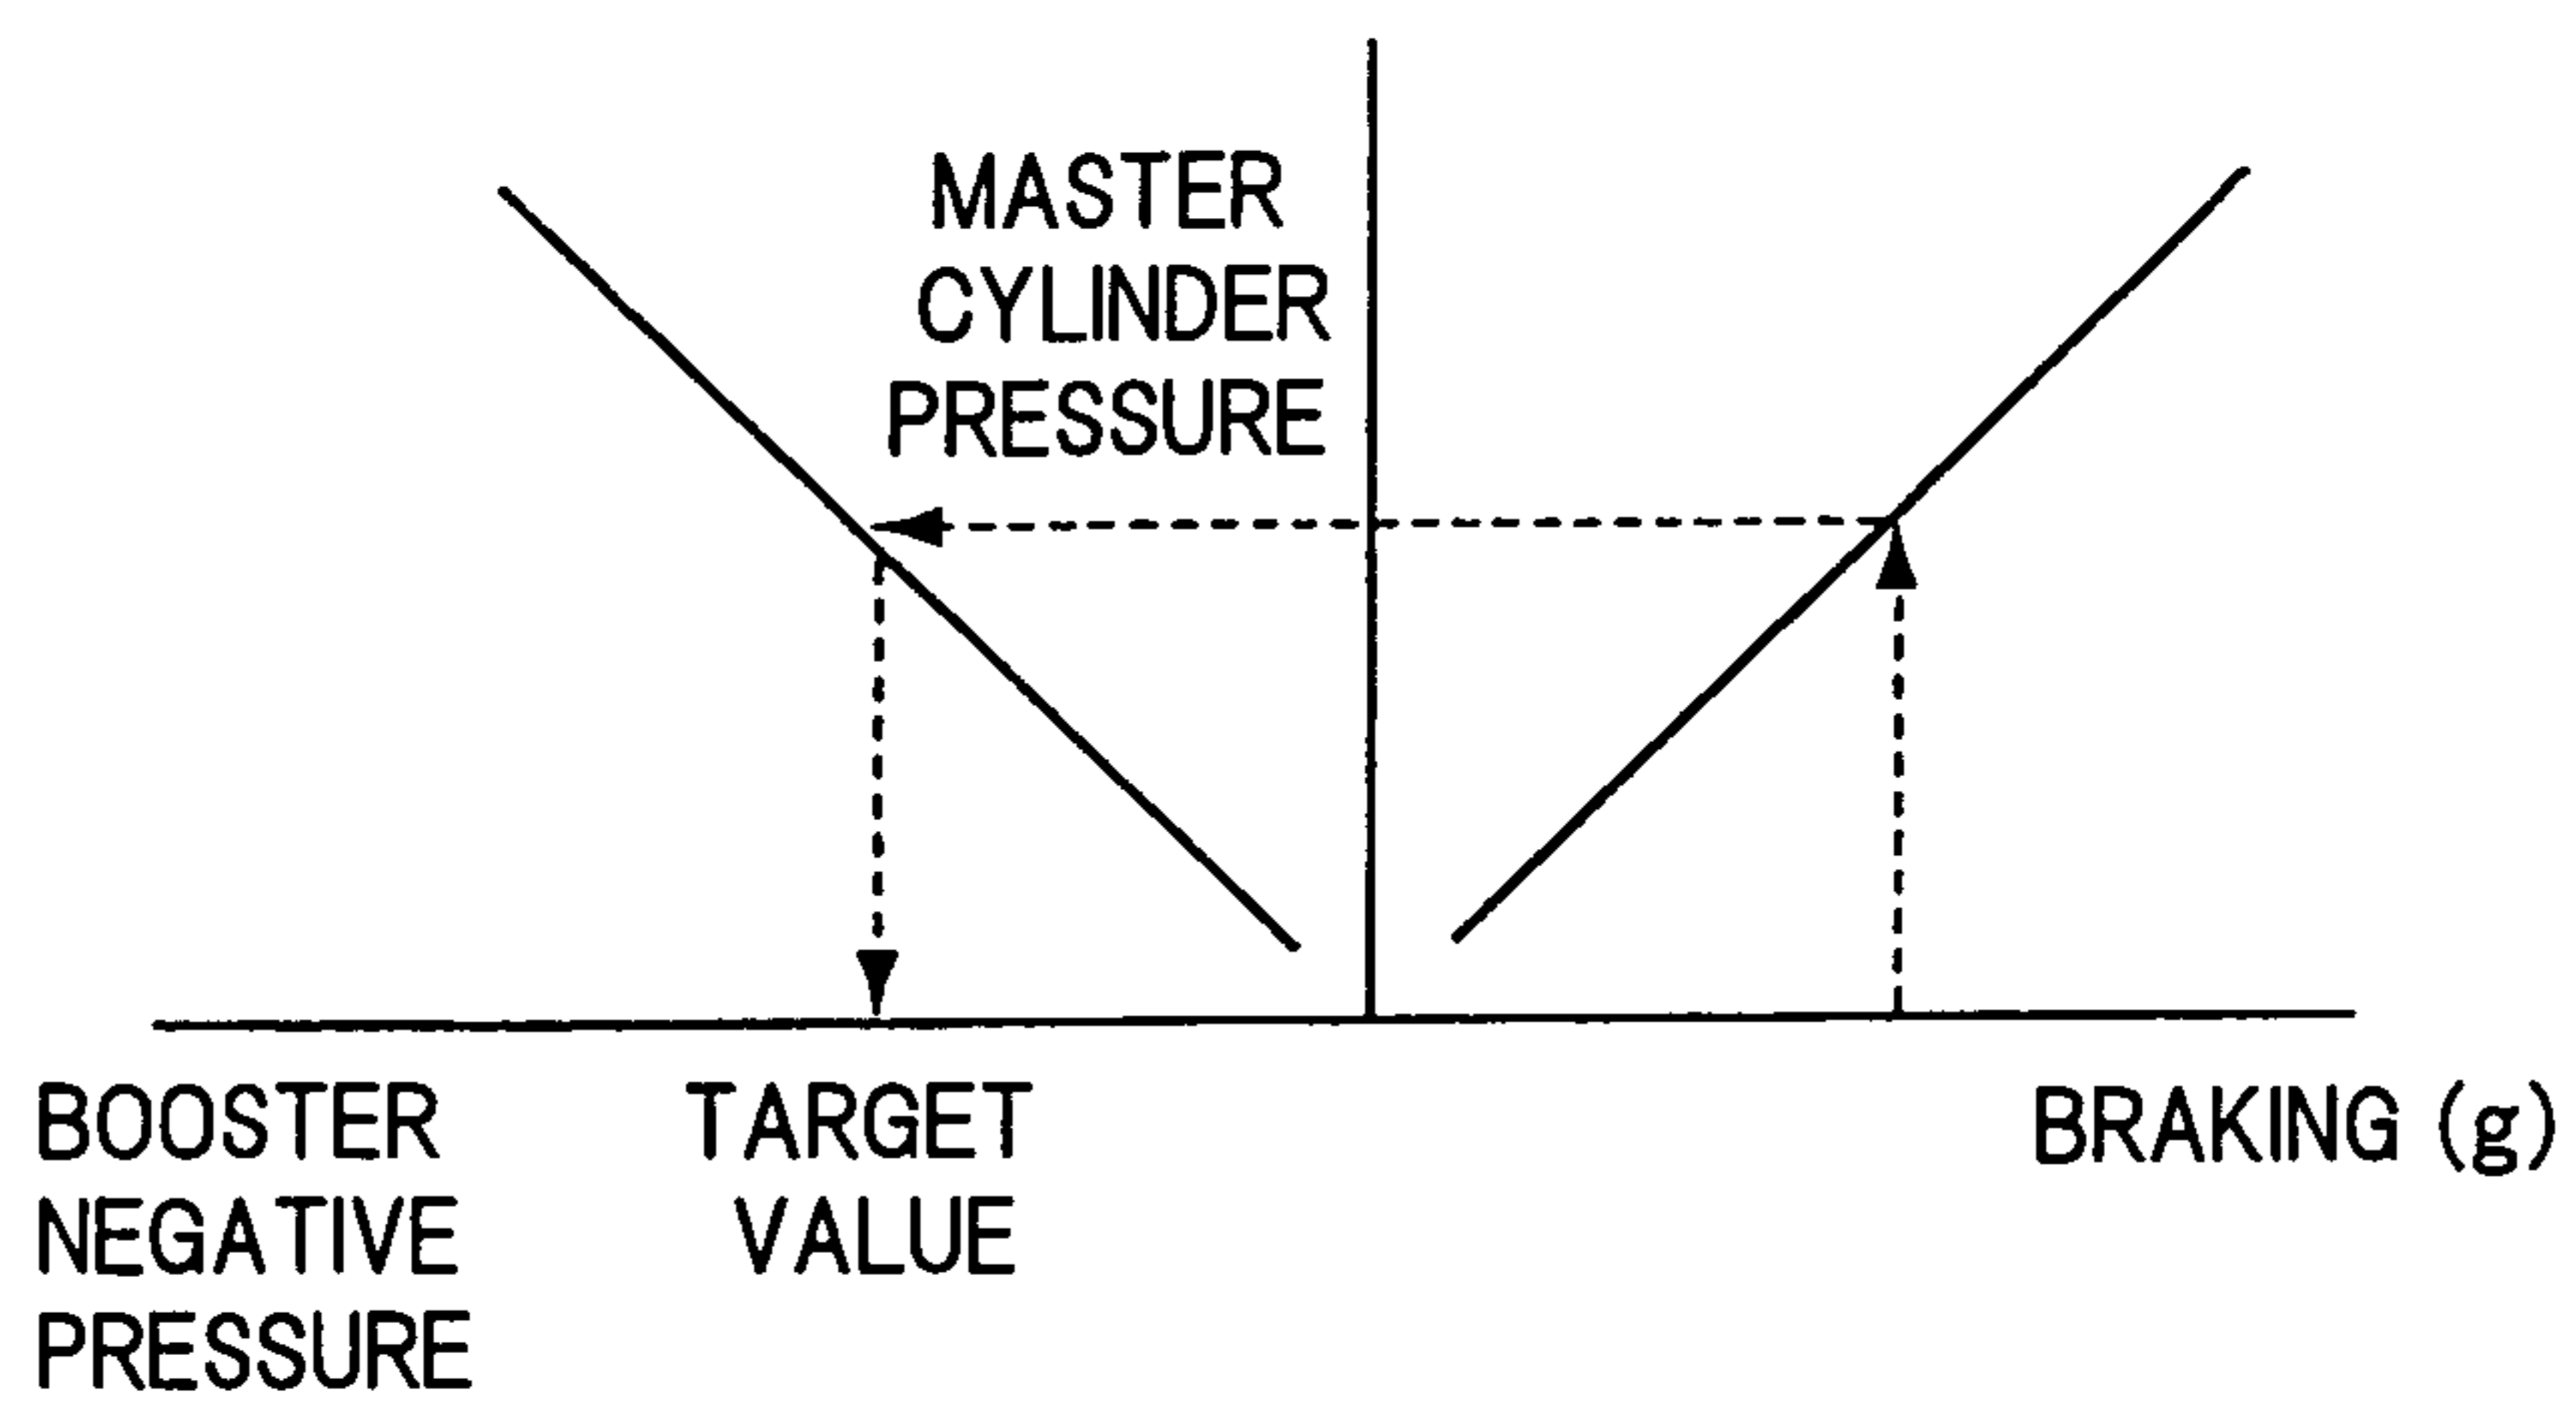 MASTER
CYLINDER
PRESSURE
BOOSTER
NEGATIVE
PRESSURE
TARGET
VALUE
BRAKING (g)